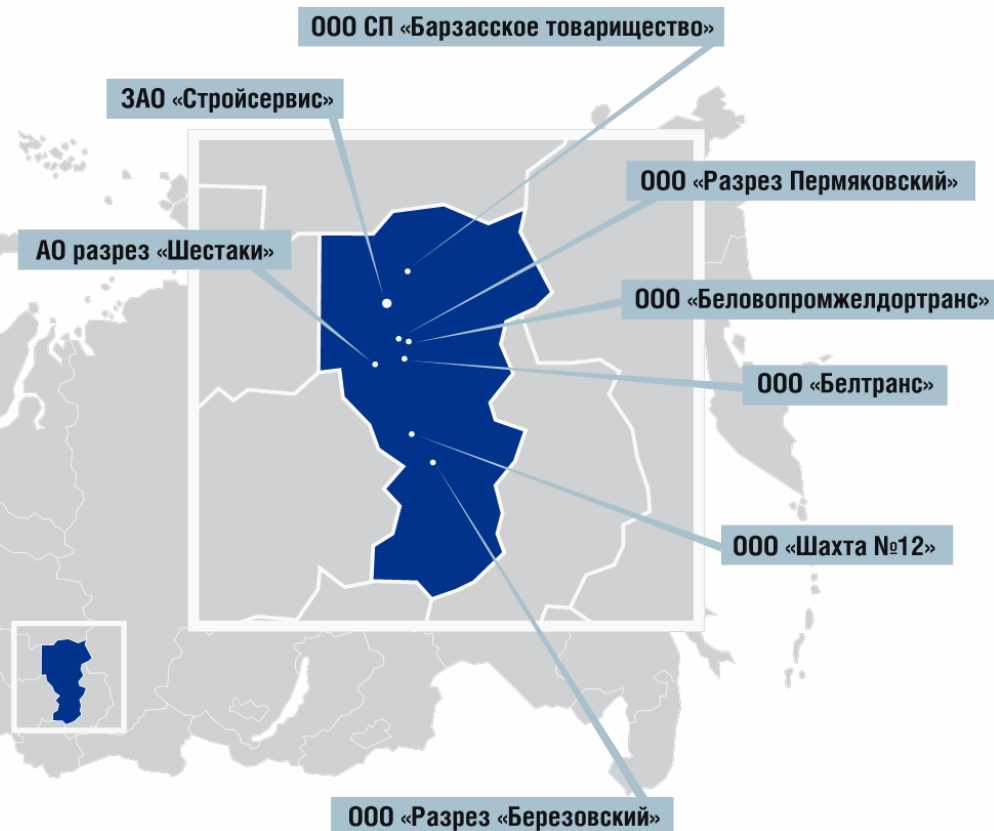 ООО СП «Барзасское товарищество»
ЗАО «Стройсервис»
ООО «Разрез Пермяковский»
АО разрез «Шестаки»
ООО «Беловопромжелдортранс»
ООО «Белтранс»
ООО «Шахта №12»
ООО «Разрез «Березовский»